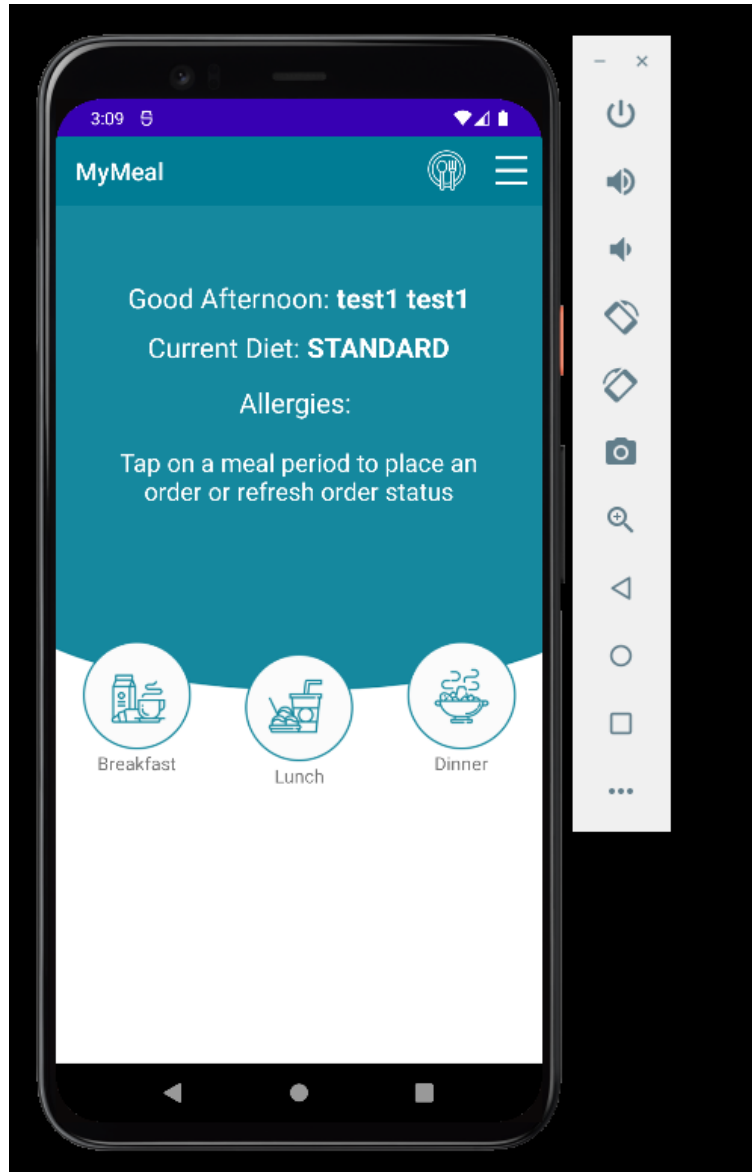 3:09
MyMeal
Good Afternoon: test1 test1
Current Diet: STANDARD
Allergies:
Tap on a meal period to place an
order or refresh order status
Breakfast
Lunch
Dinner